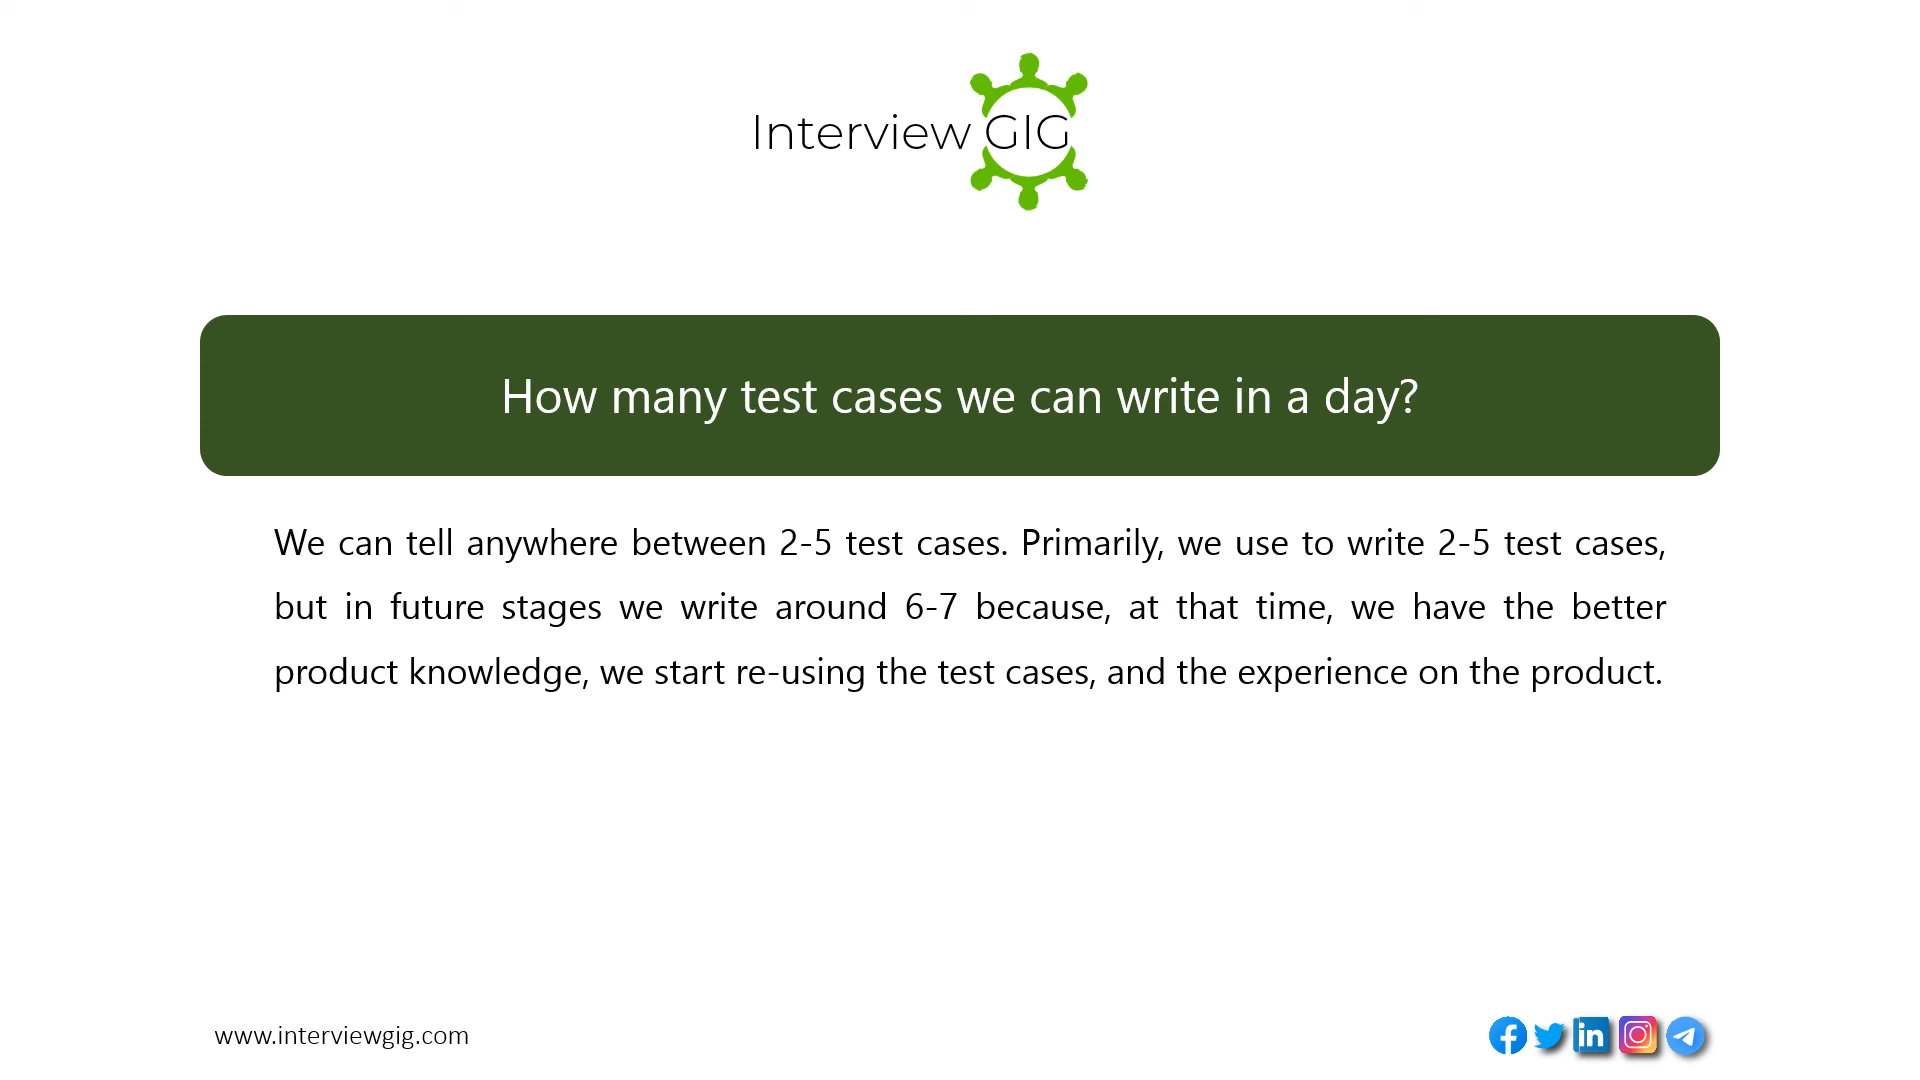 Interview GIG
How many test cases we can write in a day?
We can tell anywhere between 2-5 test cases. Primarily, we use to write 2-5 test cases,
but in future stages we write around 6-7 because, at that time, we have the better
product knowledge, we start re-using the test cases, and the experience on the product.
www.interviewgig.com